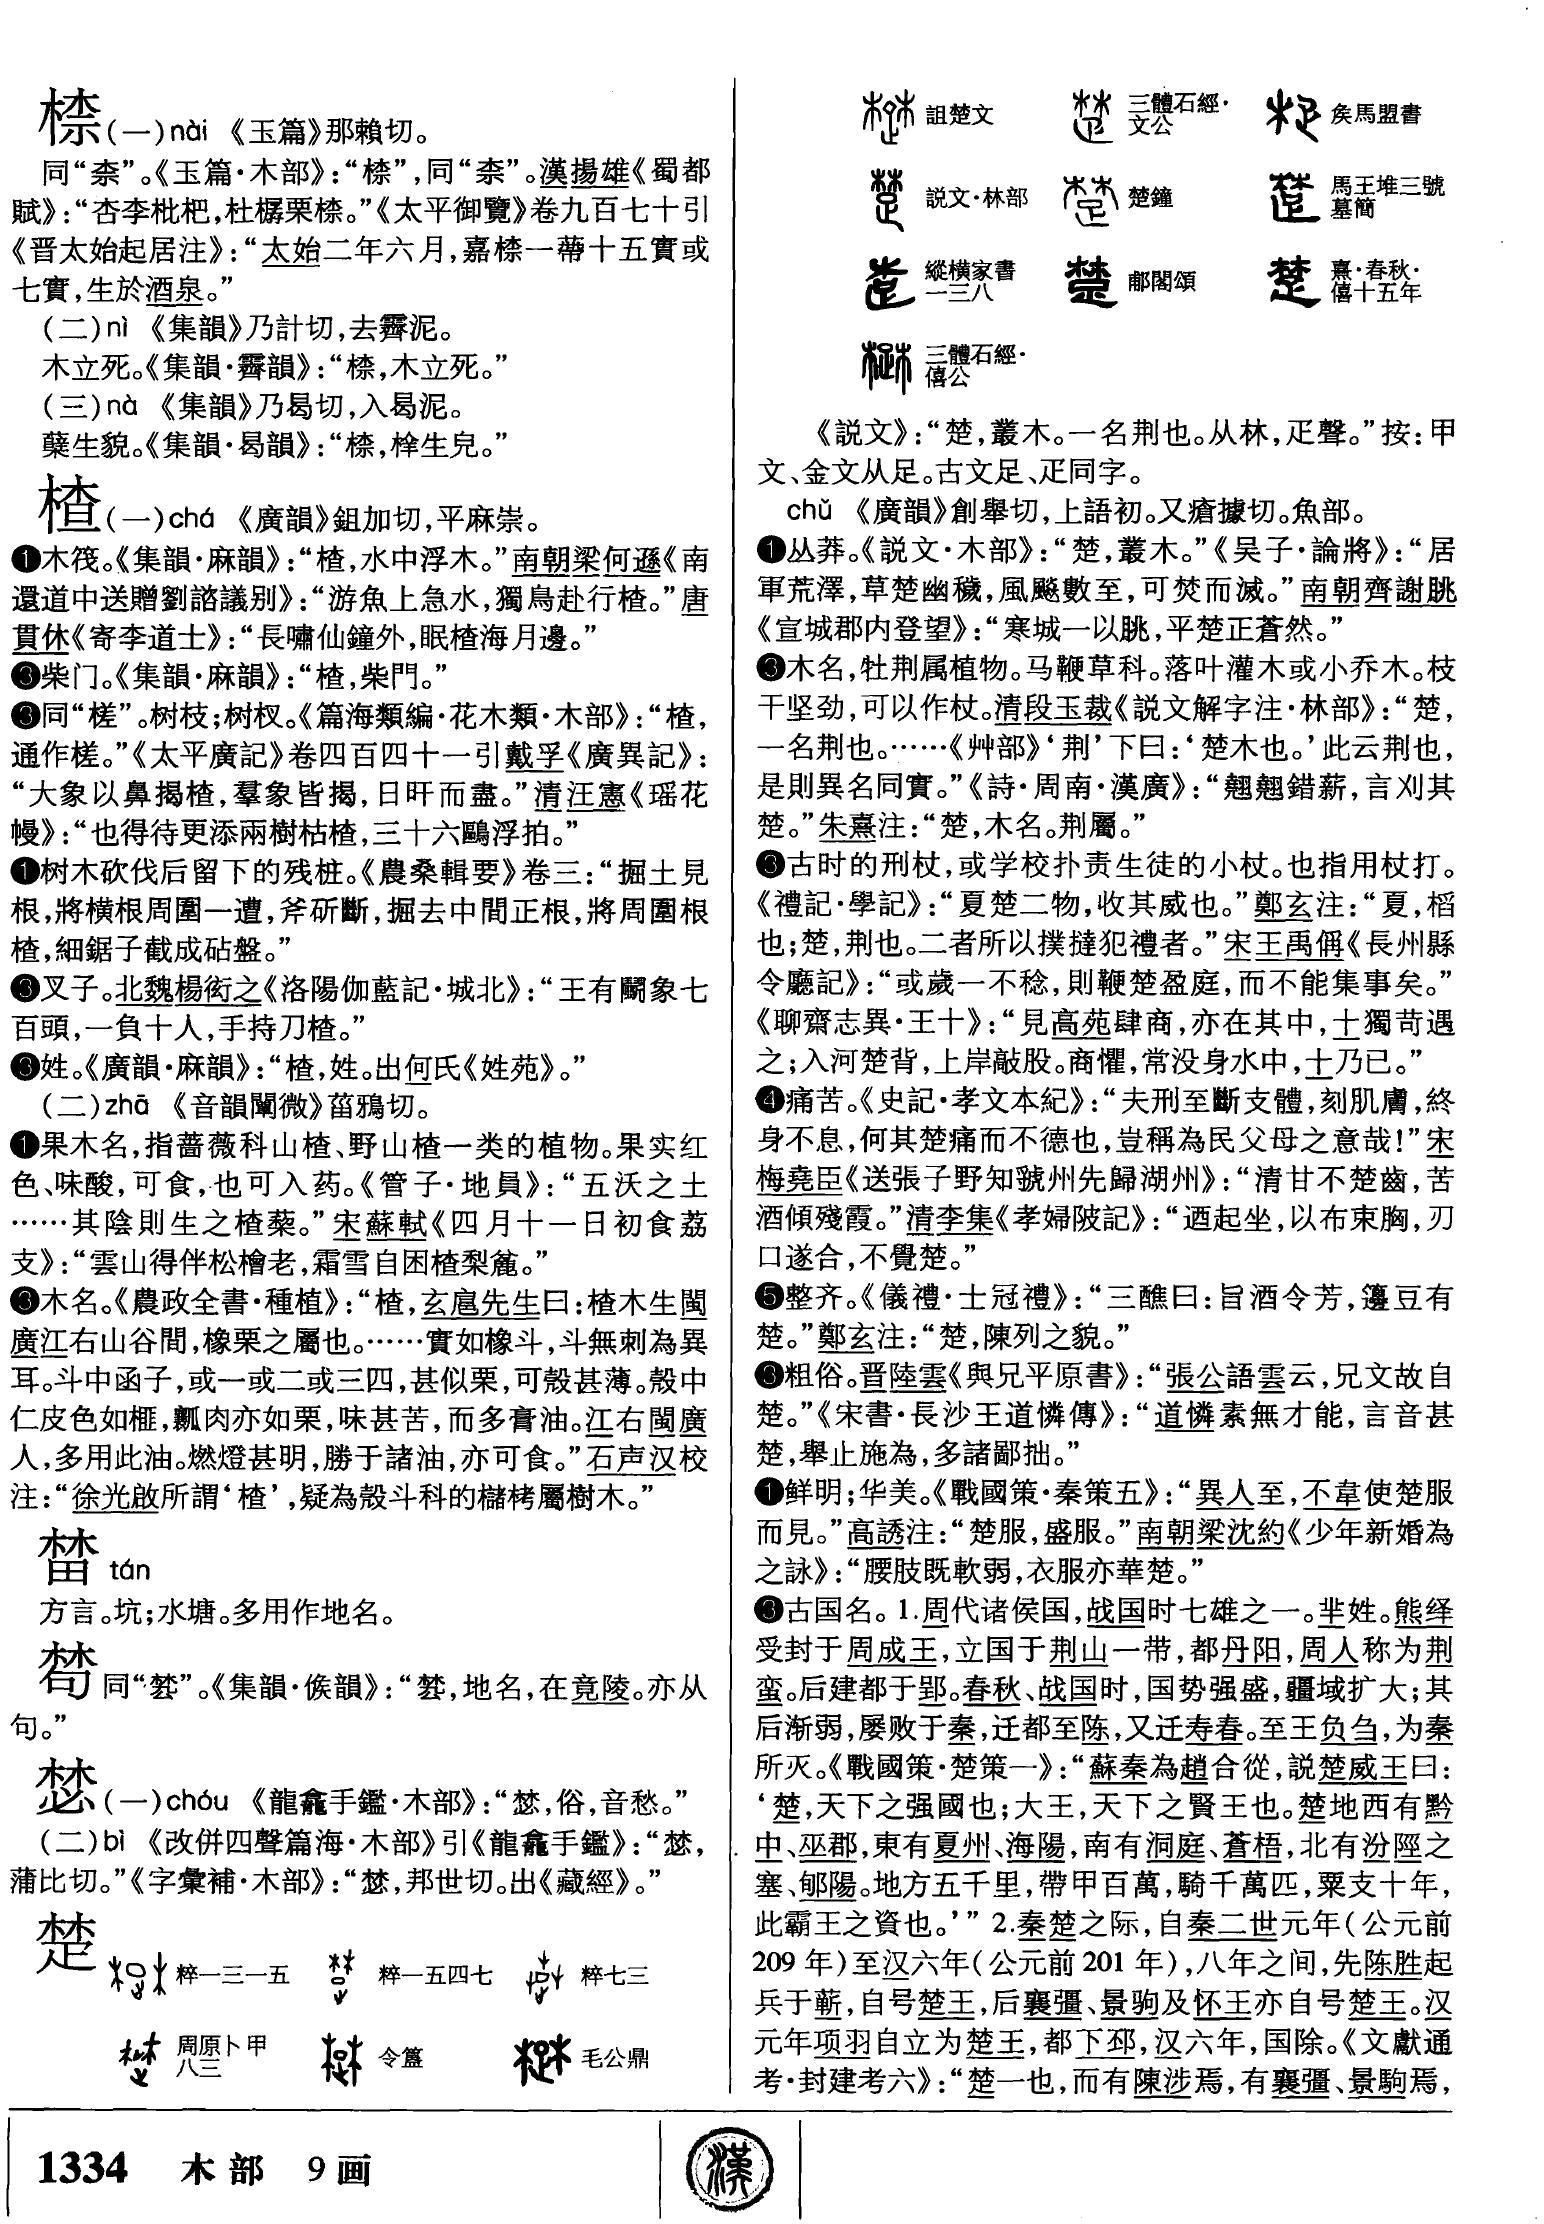 㮏(一)nài 《玉篇》那賴切。
同“柰”。《玉篇·木部》:“㮏”,同“柰”。漢揚雄《蜀都
賦》:“杏李枇杷,杜樼栗㮏。”《太平御覽》卷九百七十引
《晋太始起居注》:“太始二年六月,嘉㮏一蔕十五實或
七實,生於酒泉。”
(二)nì 《集韻》乃計切,去霽泥。
木立死。《集韻·霽韻》:“㮏,木立死。”
(三)nà 《集韻》乃曷切,入曷泥。
蘖生貌。《集韻·曷韻》:“㮏,㭮生皃。”
楂(一)chá 《廣韻》鉏加切,平麻崇。
❶木筏。《集韻·麻韻》:“楂,水中浮木。”南朝梁何遜《南
還道中送贈劉諮議别》:“游魚上急水,獨鳥赴行楂。”唐
貫休《寄李道士》:“長嘯仙鐘外,眠楂海月邊。”
❸柴门。《集韻·麻韻》:“楂,柴門。”
❸同“槎”。树枝;树杈。《篇海類編·花木類·木部》:“楂,
通作槎。”《太平廣記》卷四百四十一引戴孚《廣異記》:
“大象以鼻揭楂,羣象皆揭,日旰而盡。”清汪憲《瑶花
幔》:“也得待更添兩樹枯楂,三十六鷗浮拍。”
❶树木砍伐后留下的残桩。《農桑輯要》卷三:“掘土見
根,將横根周圍一遭,斧斫斷,掘去中間正根,將周圍根
楂,細鋸子截成砧盤。”
❸叉子。北魏楊衒之《洛陽伽藍記·城北》:“王有鬭象七
百頭,一負十人,手持刀楂。”
❸姓。《廣韻·麻韻》:“楂,姓。出何氏《姓苑》。”
(二)zhā 《音韻闡微》菑鴉切。
❶果木名,指薔薇科山楂、野山楂一类的植物。果实红
色、味酸,可食,也可入药。《管子·地員》:“五沃之土
……其陰則生之楂蔾。”宋蘇軾《四月十一日初食荔
支》:“雲山得伴松檜老,霜雪自困楂梨麄。”
❸木名。《農政全書·種植》:“楂,玄扈先生曰:楂木生閩
廣江右山谷間,橡栗之屬也。……實如橡斗,斗無刺為異
耳。斗中函子,或一或二或三四,甚似栗,可殻甚薄。殻中
仁皮色如榧,瓤肉亦如栗,味甚苦,而多膏油。江右閩廣
人,多用此油。燃燈甚明,勝于諸油,亦可食。”石声汉校
注:“徐光啟所謂‘楂’,疑為殻斗科的櫧栲屬樹木。”
tán
方言。坑;水塘。多用作地名。
同“”。《集韻·候韻》:“,地名,在竟陵。亦从
句。”
(一)chóu 《龍龕手鑑·木部》:“,俗,音愁。”
(二)bì 《改併四聲篇海·木部》引《龍龕手鑑》:“,
蒲比切。”《字彙補·木部》:“,邦世切。出《藏經》。”
楚
粹一三一五 粹一五四七 粹七三
周原卜甲八三 令簋 毛公鼎
詛楚文 三體石經·文公 矦馬盟書
説文·林部 楚鐘 馬王堆三號墓簡
縱横家書一三八 郙閣頌 熹·春秋·僖十五年
三體石經·僖公
《説文》:“楚,叢木。一名荆也。从林,疋聲。”按:甲
文、金文从足。古文足、疋同字。
chǔ 《廣韻》創舉切,上語初。又瘡據切。魚部。
❶丛莽。《説文·木部》:“楚,叢木。”《吴子·論將》:“居
軍荒澤,草楚幽穢,風飈數至,可焚而滅。”南朝齊謝朓
《宣城郡内登望》:“寒城一以眺,平楚正蒼然。”
❸木名,牡荆属植物。马鞭草科。落叶灌木或小乔木。枝
干坚劲,可以作杖。清段玉裁《説文解字注·林部》:“楚,
一名荆也。……《艸部》‘荆’下曰:‘楚木也。’此云荆也,
是則異名同實。”《詩·周南·漢廣》:“翹翹錯薪,言刈其
楚。”朱熹注:“楚,木名。荆屬。”
❸古时的刑杖,或学校扑责生徒的小杖。也指用杖打。
《禮記·學記》:“夏楚二物,收其威也。”鄭玄注:“夏,稻
也;楚,荆也。二者所以撲撻犯禮者。”宋王禹偁《長州縣
令廳記》:“或歲一不稔,則鞭楚盈庭,而不能集事矣。”
《聊齋志異·王十》:“見高苑肆商,亦在其中,十獨苛遇
之;入河楚背,上岸敲股。商懼,常没身水中,十乃已。”
❹痛苦。《史記·孝文本紀》:“夫刑至斷支體,刻肌膚,終
身不息,何其楚痛而不德也,豈稱為民父母之意哉!”宋
梅堯臣《送張子野知虢州先歸湖州》:“清甘不楚齒,苦
酒傾殘霞。”清李集《孝婦陂記》:“迺起坐,以布束胸,刃
口遂合,不覺楚。”
❺整齐。《儀禮·士冠禮》:“三醮曰:旨酒令芳,籩豆有
楚。”鄭玄注:“楚,陳列之貌。”
❸粗俗。晋陸雲《與兄平原書》:“張公語雲云,兄文故自
楚。”《宋書·長沙王道憐傳》:“道憐素無才能,言音甚
楚,舉止施為,多諸鄙拙。”
❶鲜明;华美。《戰國策·秦策五》:“異人至,不韋使楚服
而見。”高誘注:“楚服,盛服。”南朝梁沈約《少年新婚為
之詠》:“腰肢既軟弱,衣服亦華楚。”
❸古国名。1.周代诸侯国,战国时七雄之一。芈姓。熊绎
受封于周成王,立国于荆山一带,都丹阳,周人称为荆
蛮。后建都于郢。春秋、战国时,国势强盛,疆域扩大;其
后渐弱,屡败于秦,迁都至陈,又迁寿春。至王负刍,为秦
所灭。《戰國策·楚策一》:“蘇秦為趙合從,説楚威王曰:
‘楚,天下之强國也;大王,天下之賢王也。楚地西有黔
中、巫郡,東有夏州、海陽,南有洞庭、蒼梧,北有汾陘之
塞、郇陽。地方五千里,帶甲百萬,騎千萬匹,粟支十年,
此霸王之資也。’” 2.秦楚之际,自秦二世元年(公元前
209年)至汉六年(公元前201年),八年之间,先陈胜起
兵于蕲,自号楚王,后襄彊、景驹及怀王亦自号楚王。汉
元年项羽自立为楚王,都下邳,汉六年,国除。《文獻通
考·封建考六》:“楚一也,而有陳涉焉,有襄彊、景駒焉,
1334 木部 9画
漢